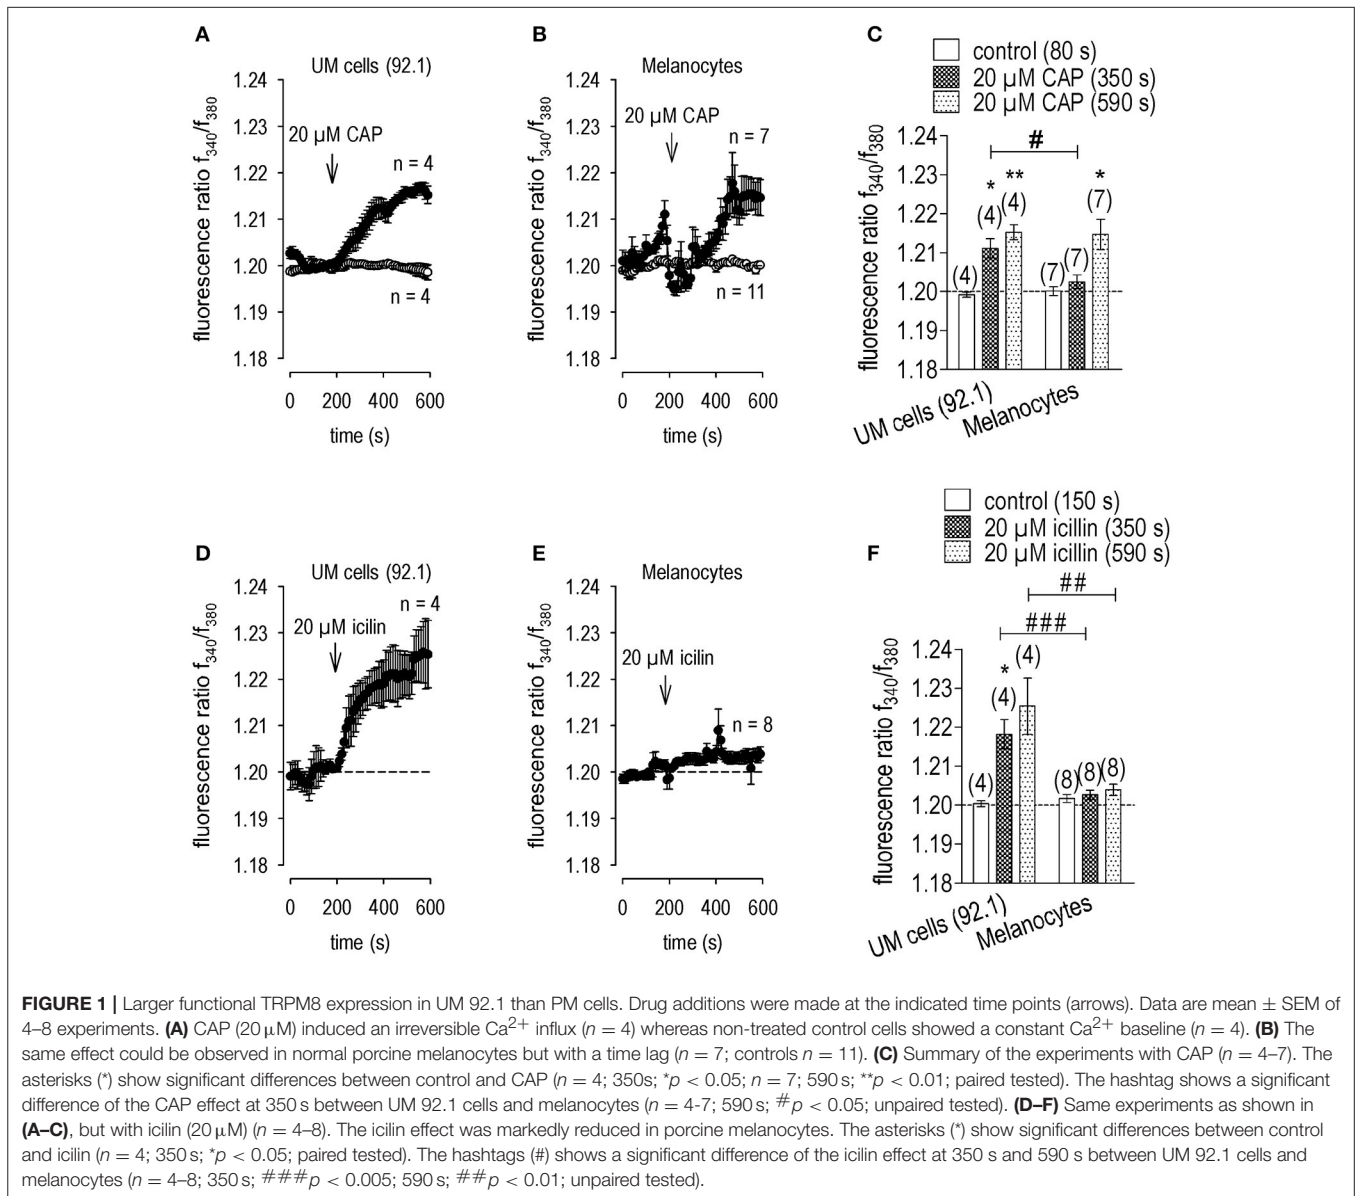 A
UM cells (92.1)
1.24
1.23
1.22
1.21
1.20
1.19
1.18
fluorescence ratio f340/f380
20 µM CAP
n = 4
n = 4
0 200 400 600
time (s)
B
Melanocytes
1.24
1.23
1.22
1.21
1.20
1.19
1.18
fluorescence ratio f340/f380
20 µM CAP
n = 7
n = 11
0 200 400 600
time (s)
C
control (80 s)
20 µM CAP (350 s)
20 µM CAP (590 s)
1.24
1.23
1.22
1.21
1.20
1.19
1.18
fluorescence ratio f340/f380
#
* ** *
(4) (4) (4) (7) (7) (7)
UM cells (92.1)
Melanocytes
D
UM cells (92.1)
1.24
1.23
1.22
1.21
1.20
1.19
1.18
fluorescence ratio f340/f380
20 µM icilin
n = 4
0 200 400 600
time (s)
E
Melanocytes
1.24
1.23
1.22
1.21
1.20
1.19
1.18
fluorescence ratio f340/f380
20 µM icilin
n = 8
0 200 400 600
time (s)
F
control (150 s)
20 µM icillin (350 s)
20 µM icillin (590 s)
##
###
1.24
1.23
1.22
1.21
1.20
1.19
1.18
fluorescence ratio f340/f380
*
(4) (4) (4) (8) (8) (8)
UM cells (92.1)
Melanocytes
FIGURE 1 | Larger functional TRPM8 expression in UM 92.1 than PM cells. Drug additions were made at the indicated time points (arrows). Data are mean ± SEM of
4–8 experiments. (A) CAP (20 µM) induced an irreversible Ca2+ influx (n = 4) whereas non-treated control cells showed a constant Ca2+ baseline (n = 4). (B) The
same effect could be observed in normal porcine melanocytes but with a time lag (n = 7; controls n = 11). (C) Summary of the experiments with CAP (n = 4–7). The
asterisks (*) show significant differences between control and CAP (n = 4; 350s; *p < 0.05; n = 7; 590 s; **p < 0.01; paired tested). The hashtag shows a significant
difference of the CAP effect at 350 s between UM 92.1 cells and melanocytes (n = 4-7; 590 s; #p < 0.05; unpaired tested). (D–F) Same experiments as shown in
(A–C), but with icilin (20 µM) (n = 4–8). The icilin effect was markedly reduced in porcine melanocytes. The asterisks (*) show significant differences between control
and icilin (n = 4; 350 s; *p < 0.05; paired tested). The hashtags (#) shows a significant difference of the icilin effect at 350 s and 590 s between UM 92.1 cells and
melanocytes (n = 4–8; 350 s; ###p < 0.005; 590 s; ##p < 0.01; unpaired tested).